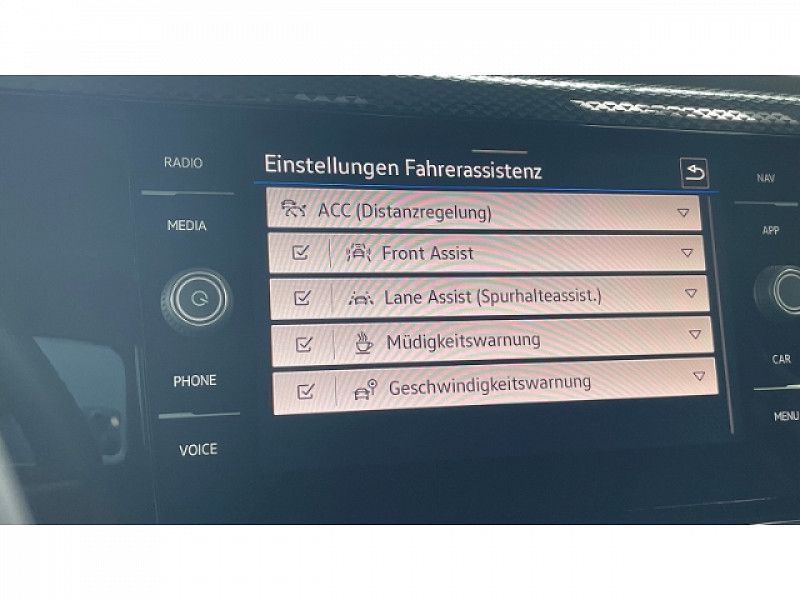 RADIO
MEDIA
PHONE
VOICE
Einstellungen Fahrerassistenz
ACC (Distanzregelung)
Front Assist
Lane Assist (Spurhalteassist.)
Müdigkeitswarnung
Geschwindigkeitswarnung
NAV
APP
CAR
MENU